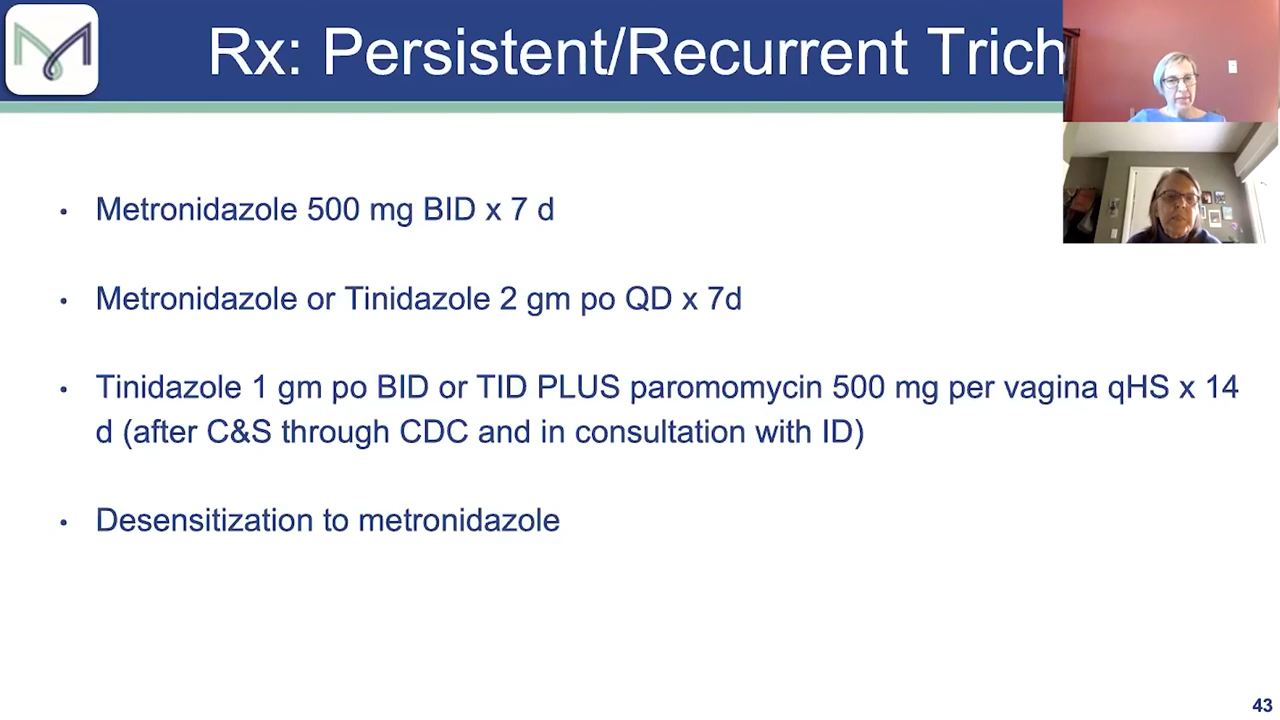 Rx: Persistent/Recurrent Trich
• Metronidazole 500 mg BID x 7 d
• Metronidazole or Tinidazole 2 gm po QD x 7d
• Tinidazole 1 gm po BID or TID PLUS paromomycin 500 mg per vagina qHS x 14
d (after C&S through CDC and in consultation with ID)
• Desensitization to metronidazole
43